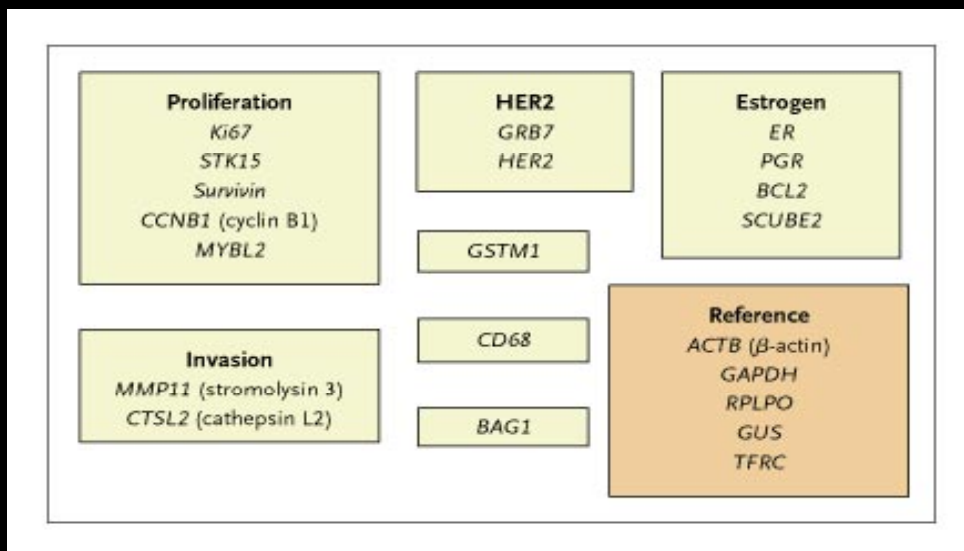 Proliferation
Ki67
STK15
Survivin
CCNB1 (cyclin B1)
MYBL2
HER2
GRB7
HER2
Estrogen
ER
PGR
BCL2
SCUBE2
GSTM1
Invasion
MMP11 (stromolysin 3)
CTSL2 (cathepsin L2)
CD68
BAG1
Reference
ACTB (β-actin)
GAPDH
RPLPO
GUS
TFRC